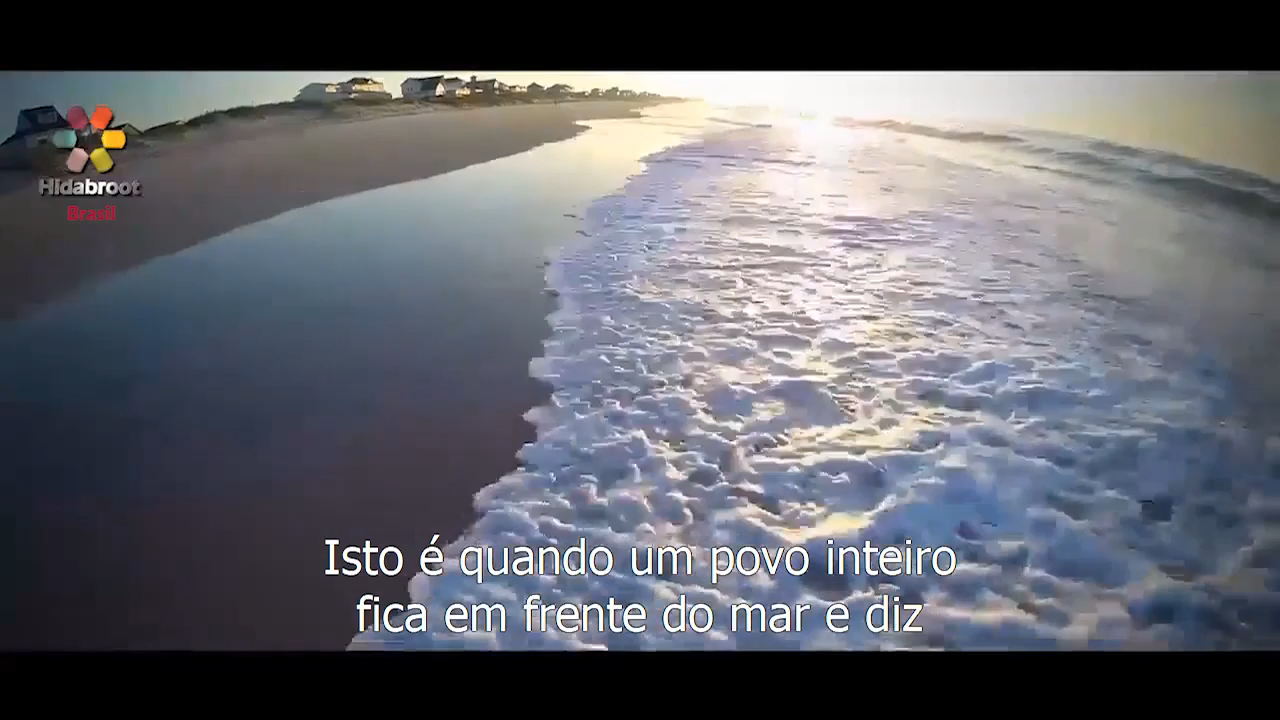 Hidabroot
Brasil
Isto é quando um povo inteiro
fica em frente do mar e diz